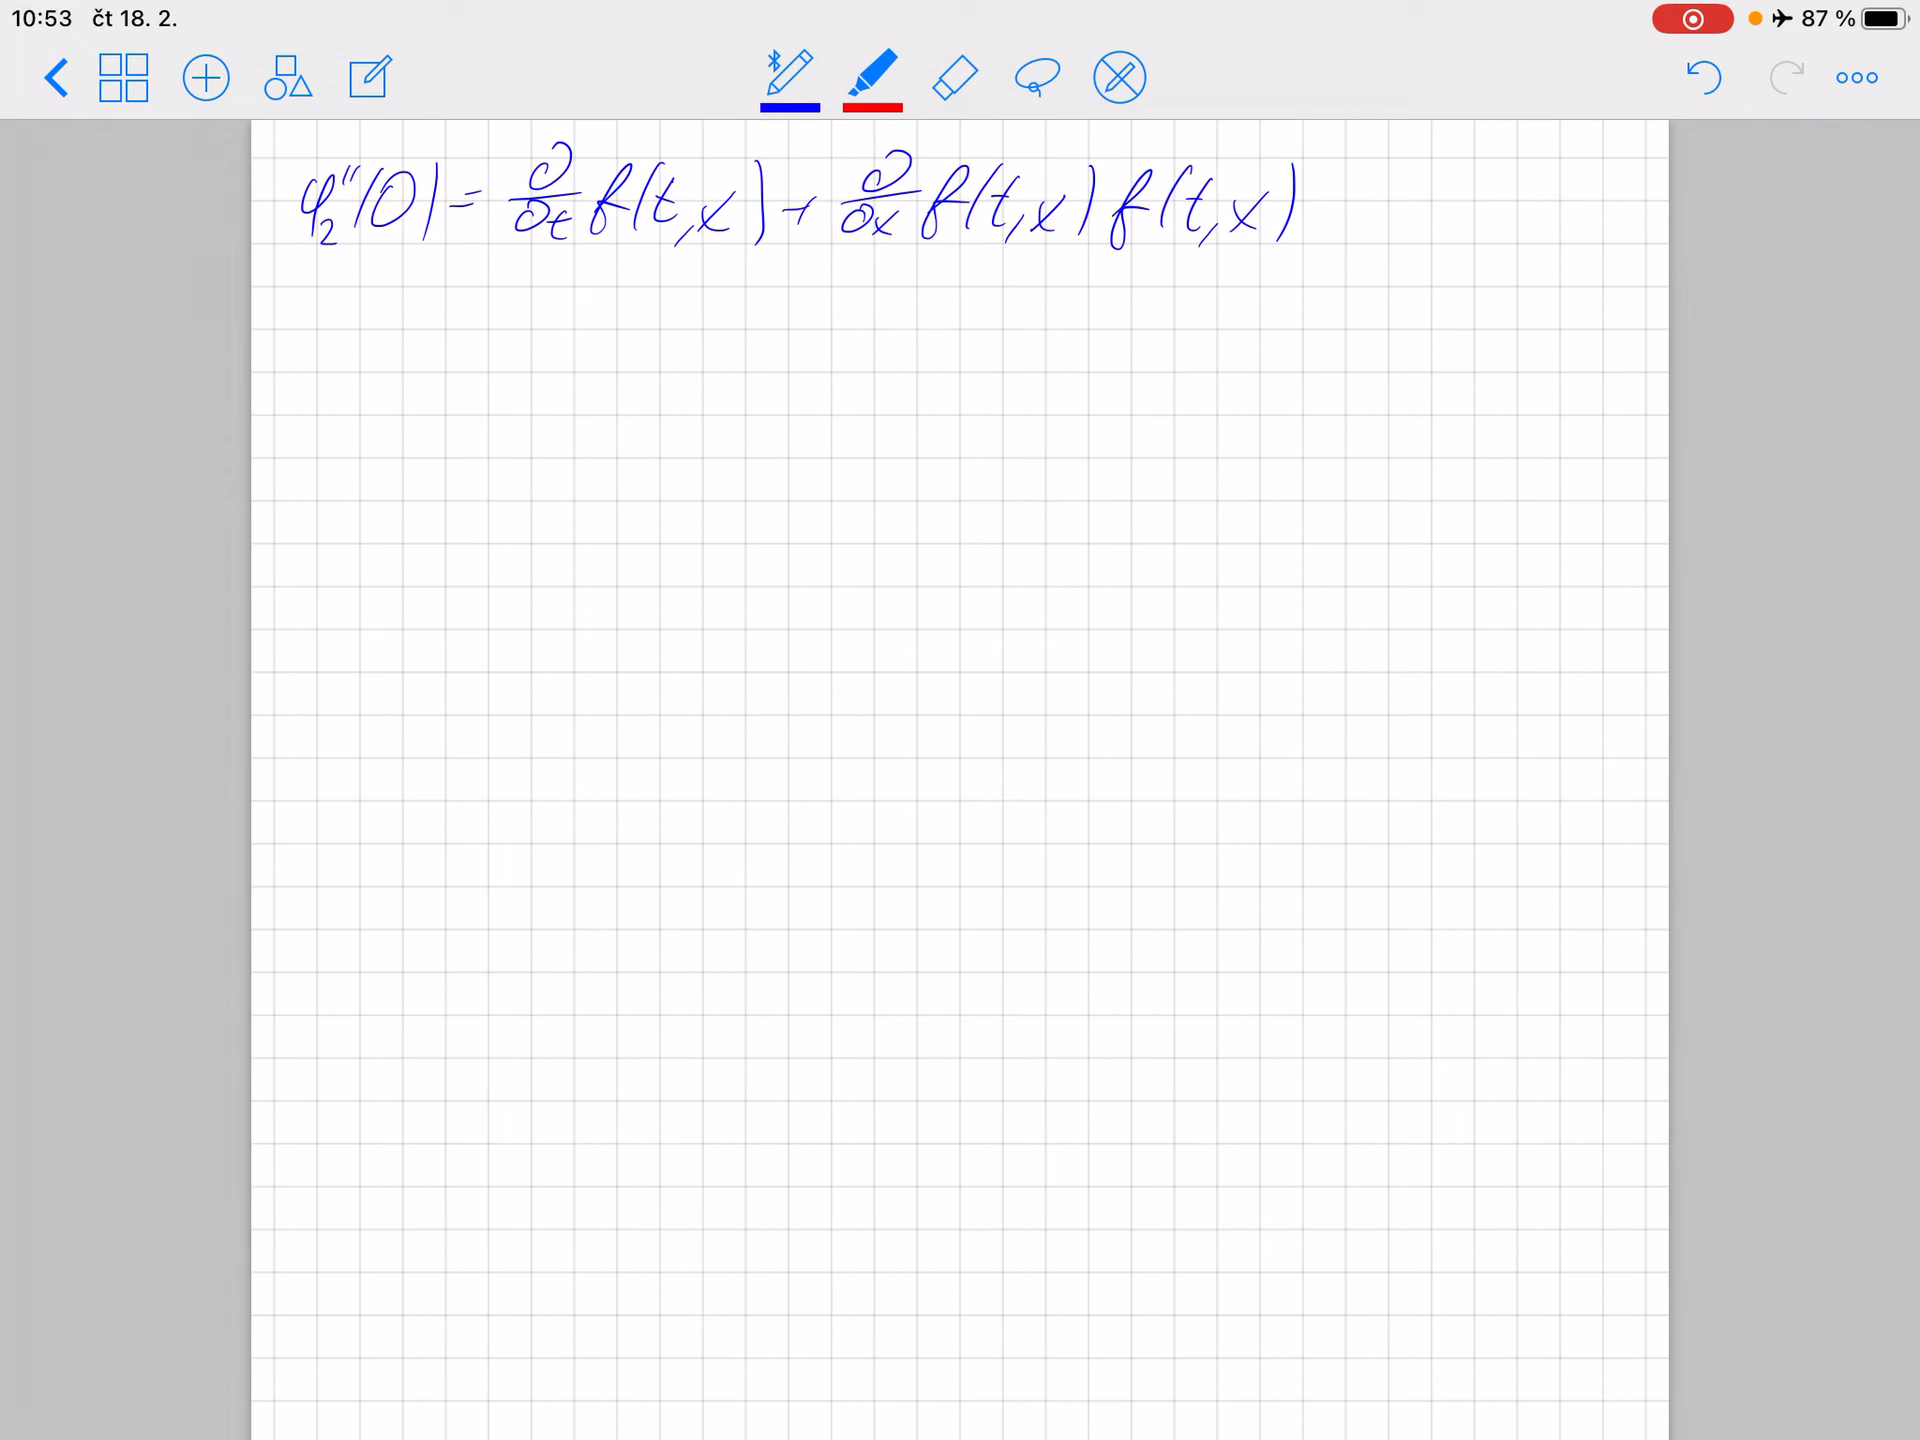 10:53 čt 18. 2. 87 %
φ₂''(0) = ∂/∂t f(t,x) + ∂/∂x f(t,x) f(t,x)